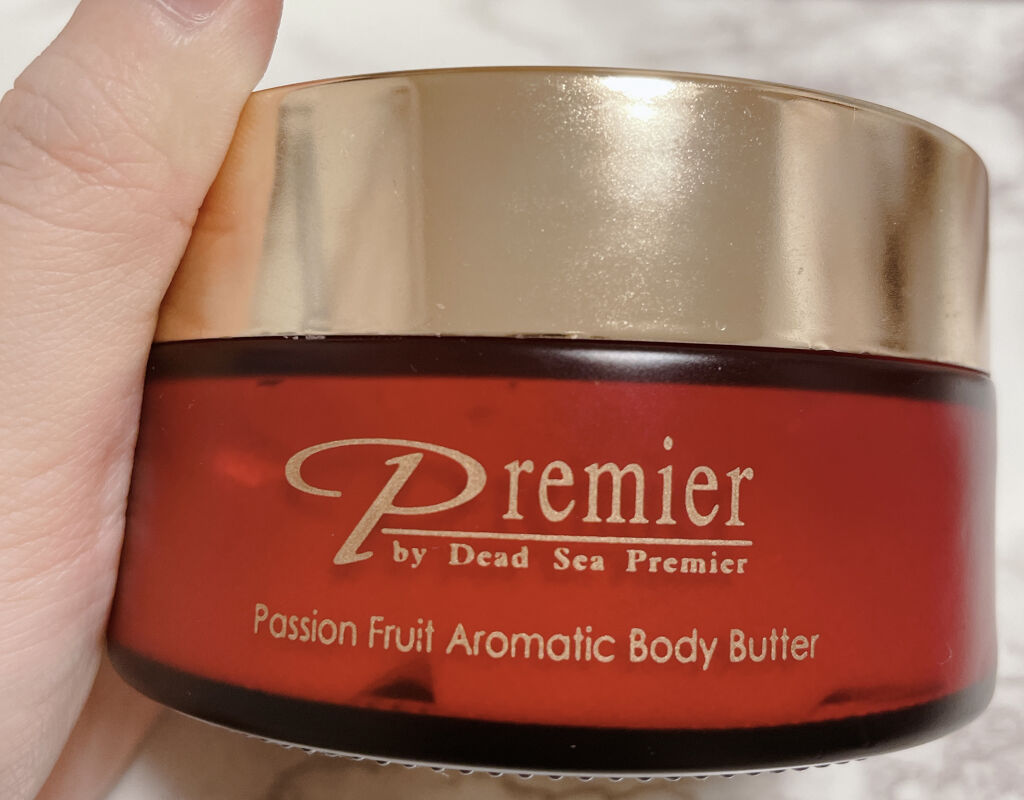 Premier
by Dead Sea Premier
Passion Fruit Aromatic Body Butter